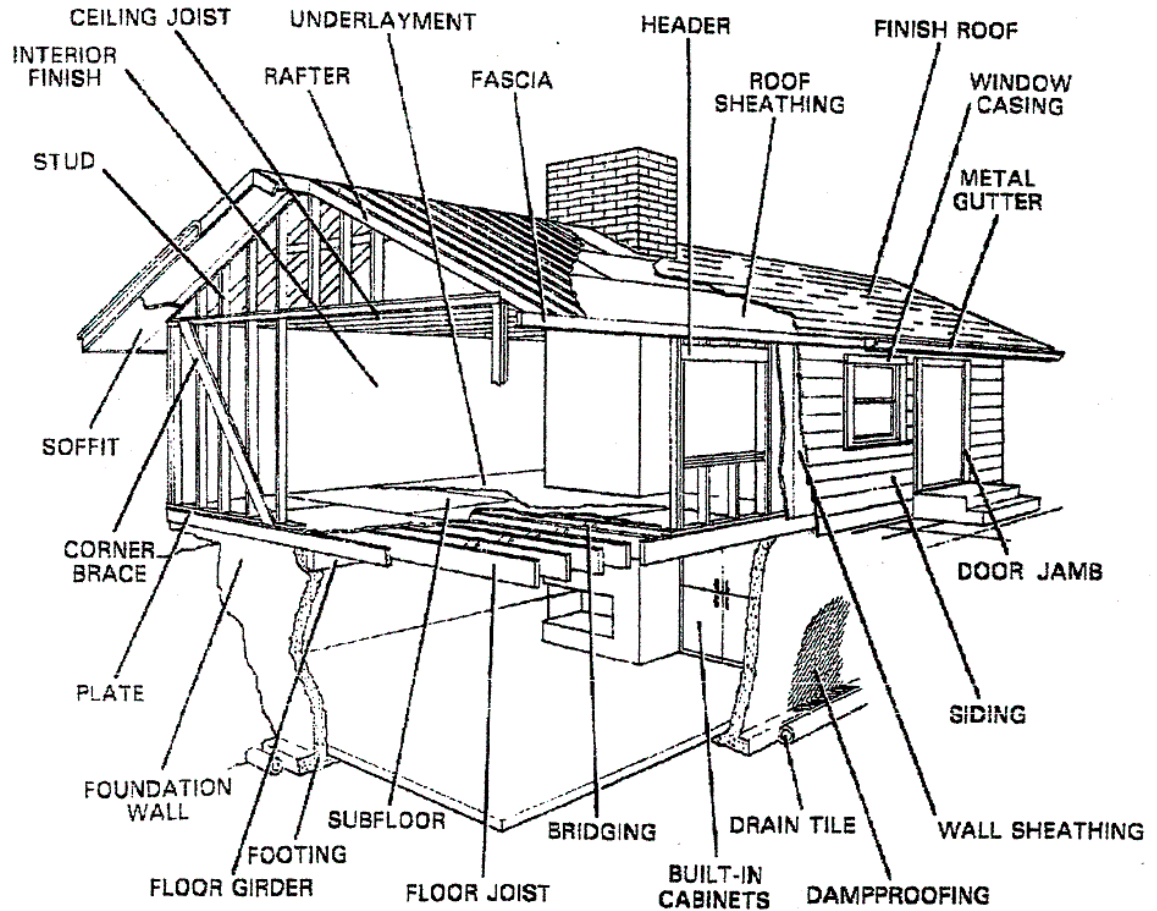 CEILING JOIST
UNDERLAYMENT
HEADER
FINISH ROOF
INTERIOR
FINISH
RAFTER
FASCIA
ROOF
SHEATHING
WINDOW
CASING
STUD
METAL
GUTTER
SOFFIT
CORNER
BRACE
DOOR JAMB
PLATE
SIDING
FOUNDATION
WALL
SUBFLOOR
BRIDGING
DRAIN TILE
WALL SHEATHING
FOOTING
FLOOR GIRDER
FLOOR JOIST
BUILT-IN
CABINETS
DAMPPROOFING